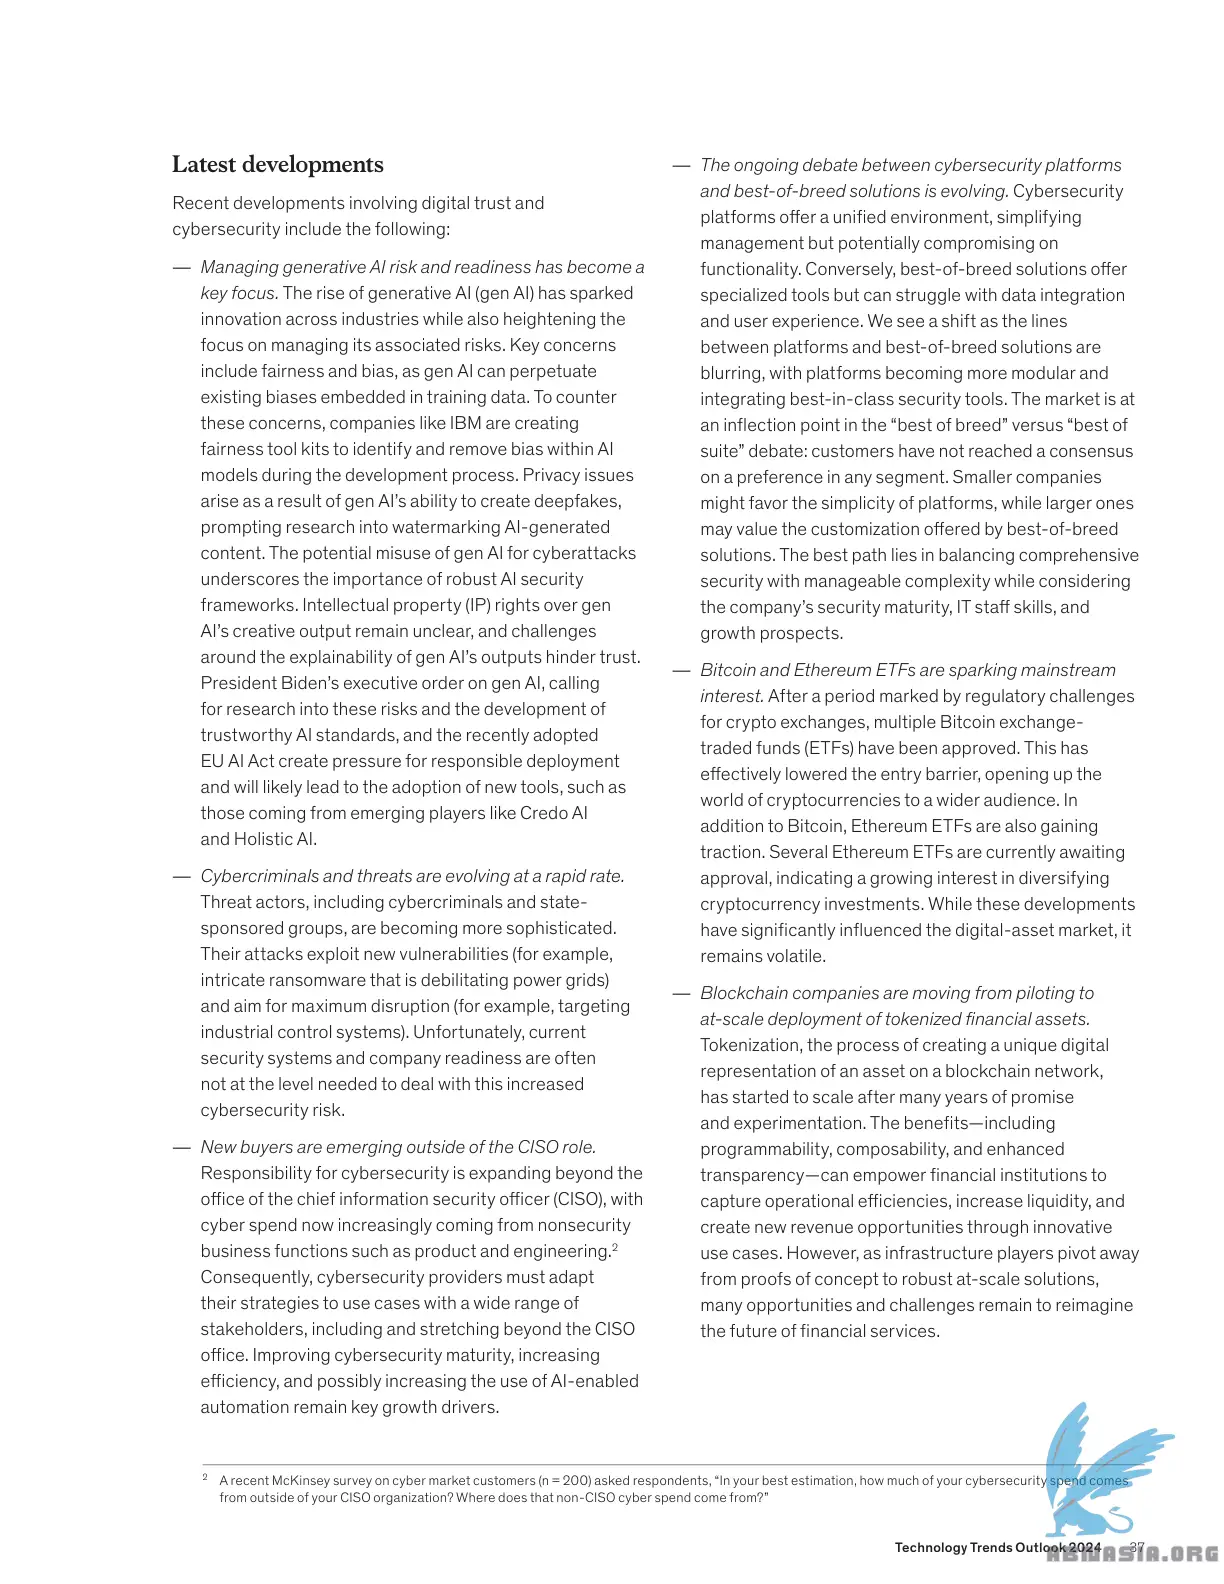 Latest developments
Recent developments involving digital trust and
cybersecurity include the following:
— Managing generative AI risk and readiness has become a
key focus. The rise of generative AI (gen AI) has sparked
innovation across industries while also heightening the
focus on managing its associated risks. Key concerns
include fairness and bias, as gen AI can perpetuate
existing biases embedded in training data. To counter
these concerns, companies like IBM are creating
fairness tool kits to identify and remove bias within AI
models during the development process. Privacy issues
arise as a result of gen AI’s ability to create deepfakes,
prompting research into watermarking AI-generated
content. The potential misuse of gen AI for cyberattacks
underscores the importance of robust AI security
frameworks. Intellectual property (IP) rights over gen
AI’s creative output remain unclear, and challenges
around the explainability of gen AI’s outputs hinder trust.
President Biden’s executive order on gen AI, calling
for research into these risks and the development of
trustworthy AI standards, and the recently adopted
EU AI Act create pressure for responsible deployment
and will likely lead to the adoption of new tools, such as
those coming from emerging players like Credo AI
and Holistic AI.
— Cybercriminals and threats are evolving at a rapid rate.
Threat actors, including cybercriminals and state-
sponsored groups, are becoming more sophisticated.
Their attacks exploit new vulnerabilities (for example,
intricate ransomware that is debilitating power grids)
and aim for maximum disruption (for example, targeting
industrial control systems). Unfortunately, current
security systems and company readiness are often
not at the level needed to deal with this increased
cybersecurity risk.
— New buyers are emerging outside of the CISO role.
Responsibility for cybersecurity is expanding beyond the
office of the chief information security officer (CISO), with
cyber spend now increasingly coming from nonsecurity
business functions such as product and engineering.2
Consequently, cybersecurity providers must adapt
their strategies to use cases with a wide range of
stakeholders, including and stretching beyond the CISO
office. Improving cybersecurity maturity, increasing
efficiency, and possibly increasing the use of AI-enabled
automation remain key growth drivers.
— The ongoing debate between cybersecurity platforms
and best-of-breed solutions is evolving. Cybersecurity
platforms offer a unified environment, simplifying
management but potentially compromising on
functionality. Conversely, best-of-breed solutions offer
specialized tools but can struggle with data integration
and user experience. We see a shift as the lines
between platforms and best-of-breed solutions are
blurring, with platforms becoming more modular and
integrating best-in-class security tools. The market is at
an inflection point in the “best of breed” versus “best of
suite” debate: customers have not reached a consensus
on a preference in any segment. Smaller companies
might favor the simplicity of platforms, while larger ones
may value the customization offered by best-of-breed
solutions. The best path lies in balancing comprehensive
security with manageable complexity while considering
the company’s security maturity, IT staff skills, and
growth prospects.
— Bitcoin and Ethereum ETFs are sparking mainstream
interest. After a period marked by regulatory challenges
for crypto exchanges, multiple Bitcoin exchange-
traded funds (ETFs) have been approved. This has
effectively lowered the entry barrier, opening up the
world of cryptocurrencies to a wider audience. In
addition to Bitcoin, Ethereum ETFs are also gaining
traction. Several Ethereum ETFs are currently awaiting
approval, indicating a growing interest in diversifying
cryptocurrency investments. While these developments
have significantly influenced the digital-asset market, it
remains volatile.
— Blockchain companies are moving from piloting to
at-scale deployment of tokenized financial assets.
Tokenization, the process of creating a unique digital
representation of an asset on a blockchain network,
has started to scale after many years of promise
and experimentation. The benefits—including
programmability, composability, and enhanced
transparency—can empower financial institutions to
capture operational efficiencies, increase liquidity, and
create new revenue opportunities through innovative
use cases. However, as infrastructure players pivot away
from proofs of concept to robust at-scale solutions,
many opportunities and challenges remain to reimagine
the future of financial services.
2 A recent McKinsey survey on cyber market customers (n = 200) asked respondents, “In your best estimation, how much of your cybersecurity spend comes
from outside of your CISO organization? Where does that non-CISO cyber spend come from?”
Technology Trends Outlook 2024 37
ABWASIA.ORG